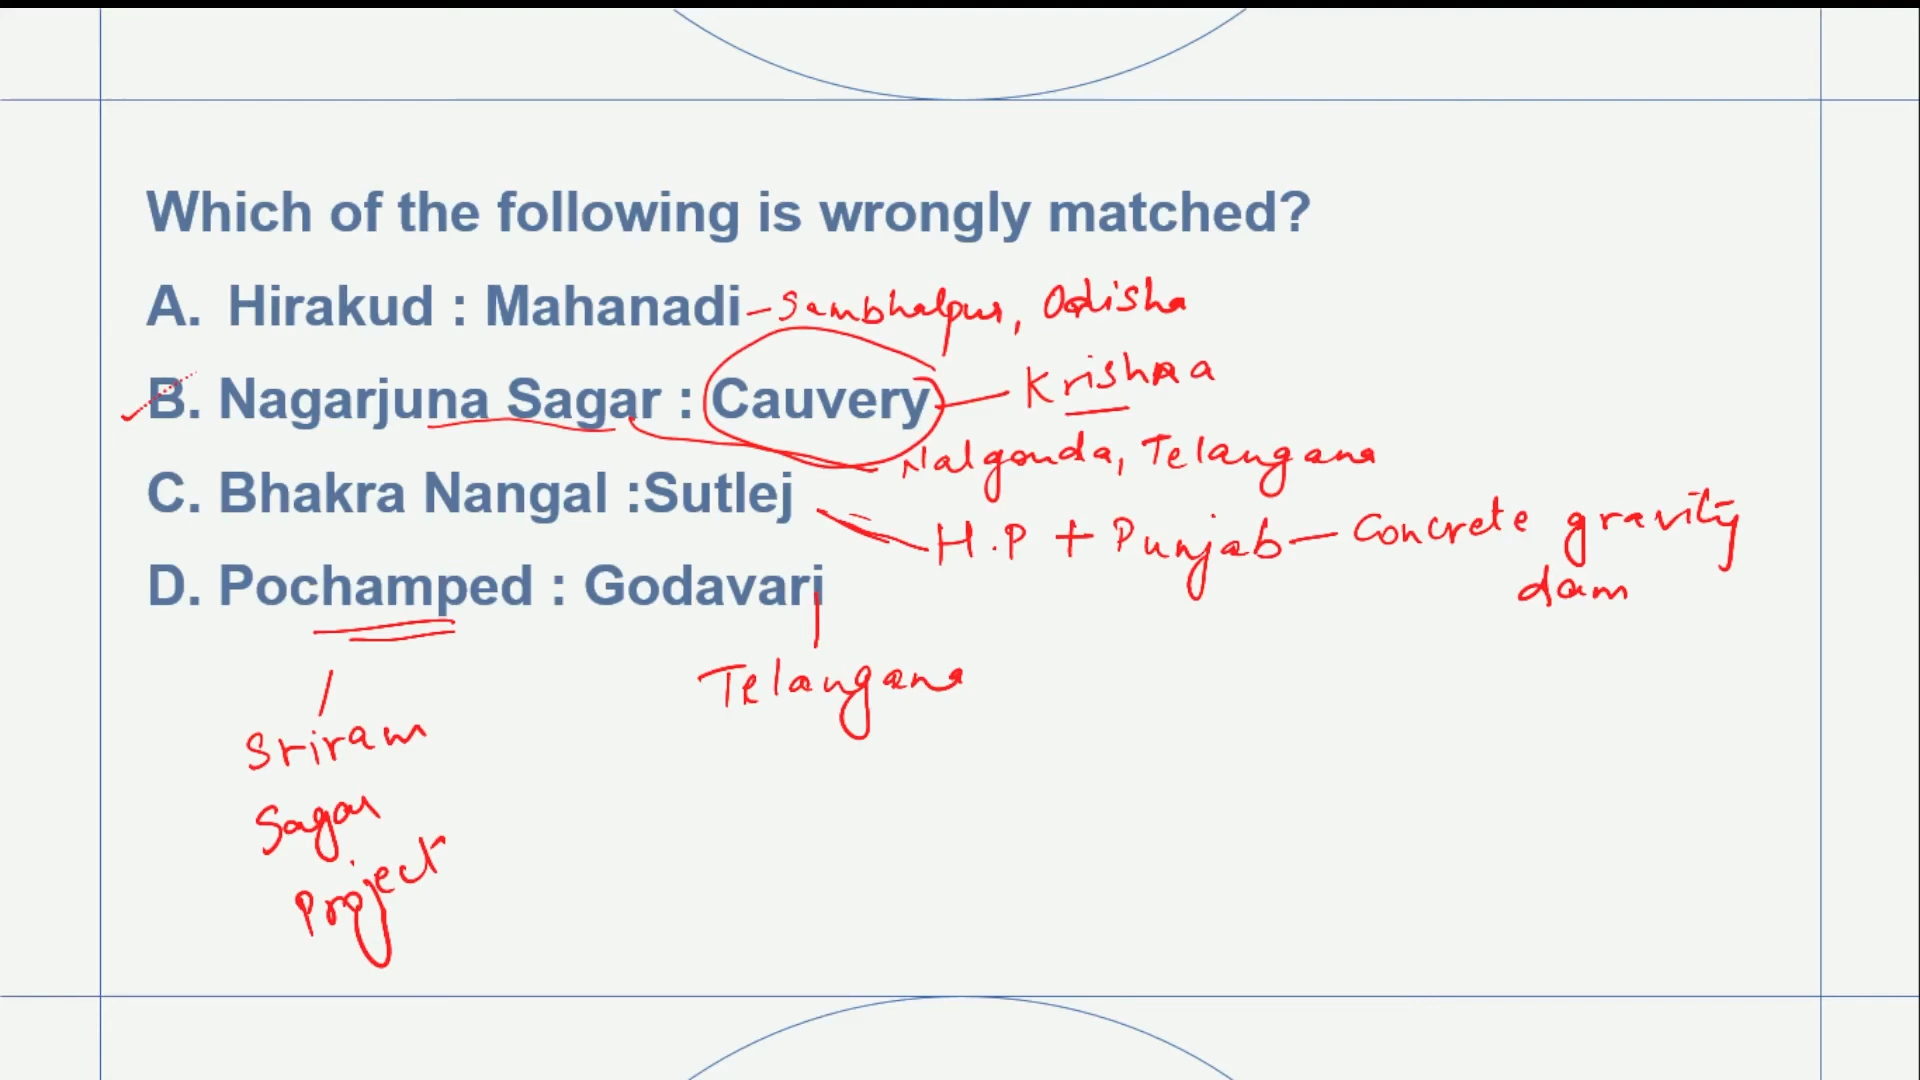 Which of the following is wrongly matched?
A. Hirakud : Mahanadi - Sambhalpur, Odisha
B. Nagarjuna Sagar : Cauvery - Krishna
Nalgonda, Telangana
C. Bhakra Nangal :Sutlej
H.P + Punjab - Concrete gravity
dam
D. Pochamped : Godavari
Telangana
Sriram
Sagar
Project